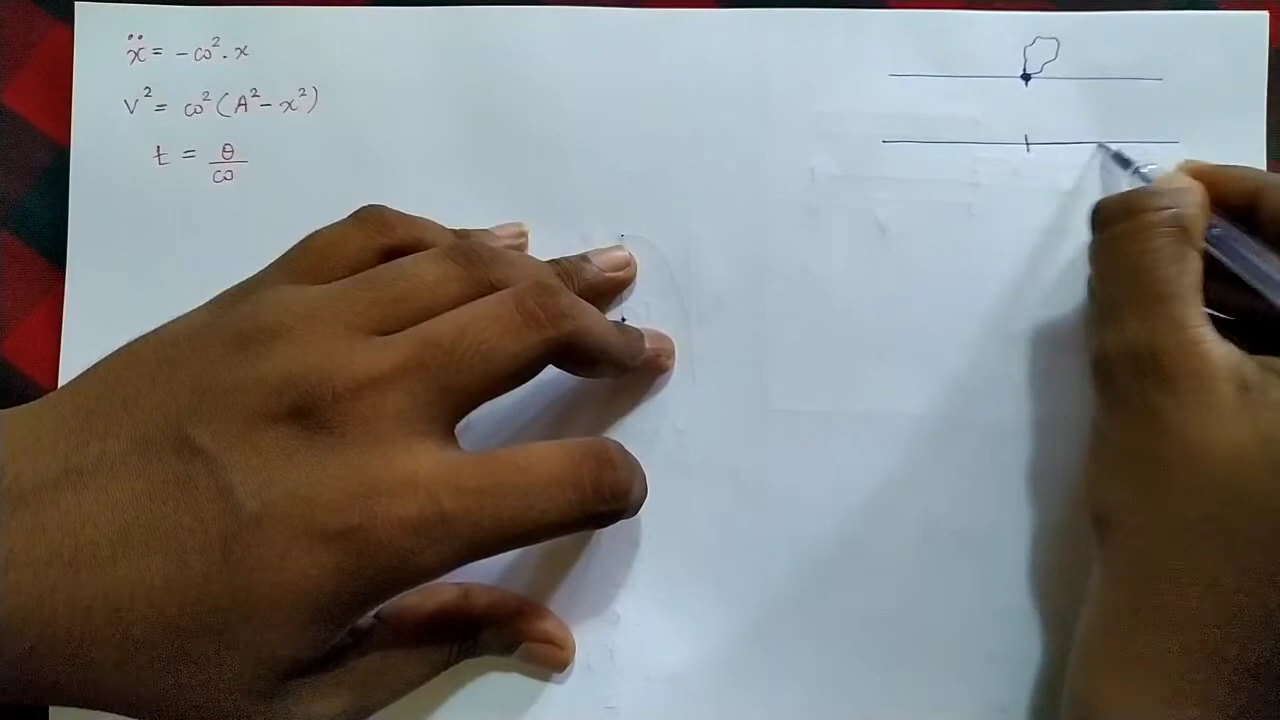 ẍ = -ω². x
V² = ω² (A² - x²)
t = θ/ω